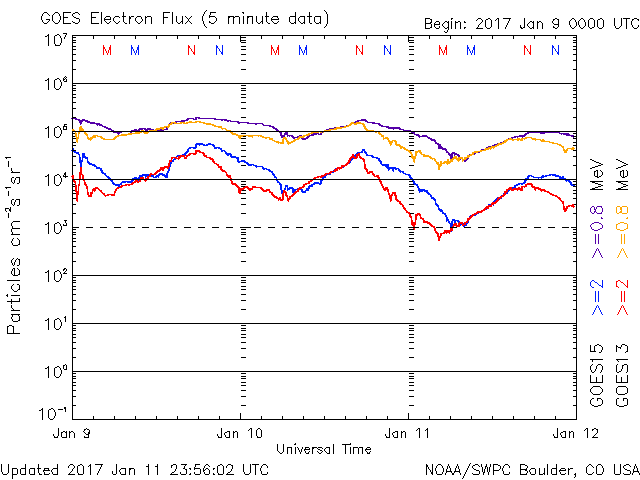 GOES Electron Flux (5 minute data)
Begin: 2017 Jan 9 0000 UTC
10⁷
M M N N M M N N M M N N
10⁶
10⁵
10⁴
10³
10²
10¹
10⁰
10⁻¹
Particles cm⁻²s⁻¹sr⁻¹
Jan 9 Jan 10 Jan 11 Jan 12
Universal Time
GOES15 >=2 >=0.8 MeV
GOES13 >=2 >=0.8 MeV
Updated 2017 Jan 11 23:56:02 UTC
NOAA/SWPC Boulder, CO USA